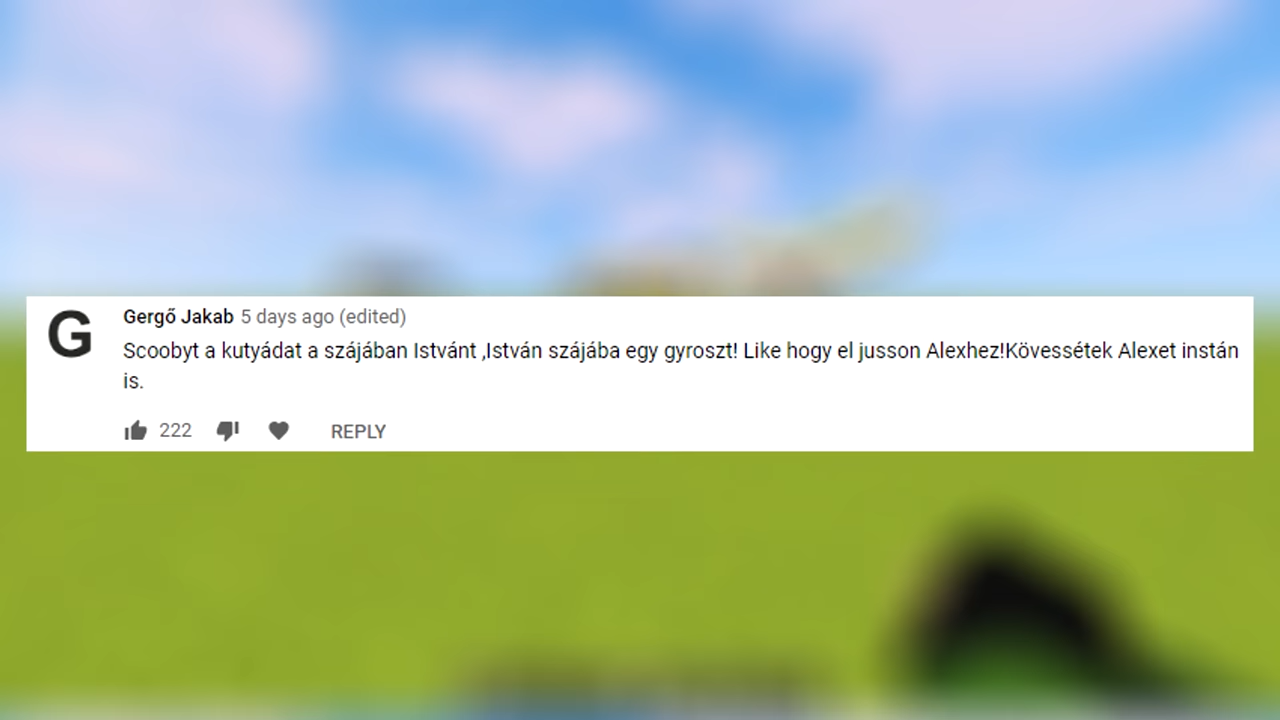 G
Gergő Jakab 5 days ago (edited)
Scoobyt a kutyádat a szájában Istvánt ,István szájába egy gyroszt! Like hogy el jusson Alexhez!Kövessétek Alexet instán
is.
222 REPLY